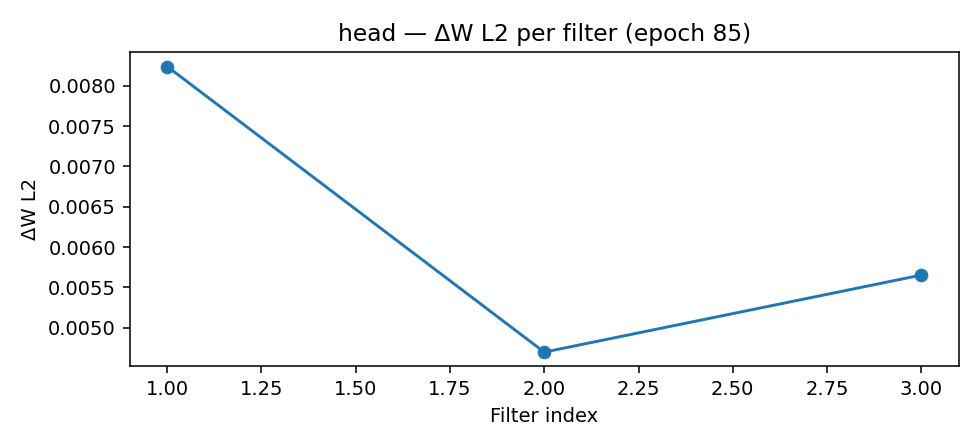 head — ΔW L2 per filter (epoch 85)
0.0080
0.0075
0.0070
0.0065
0.0060
0.0055
0.0050
ΔW L2
1.00 1.25 1.50 1.75 2.00 2.25 2.50 2.75 3.00
Filter index